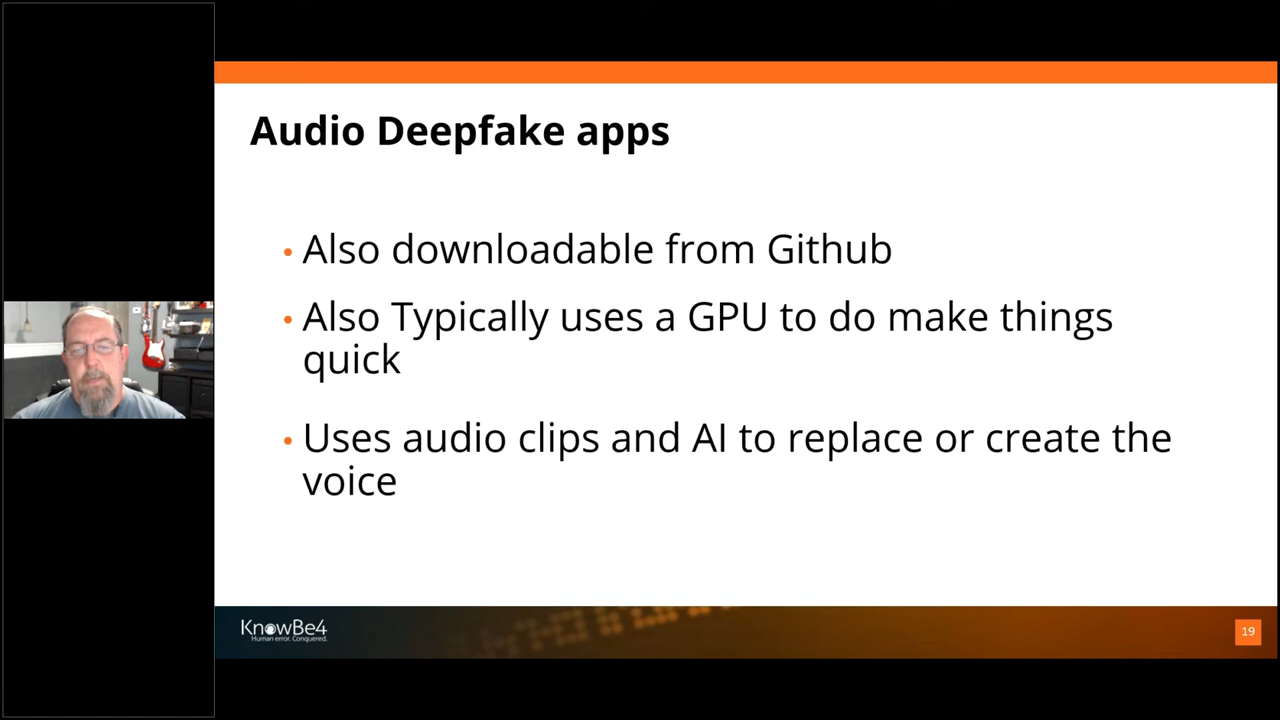 Audio Deepfake apps
• Also downloadable from Github
• Also Typically uses a GPU to do make things
quick
• Uses audio clips and AI to replace or create the
voice
KnowBe4
Human error. Conquered.
19